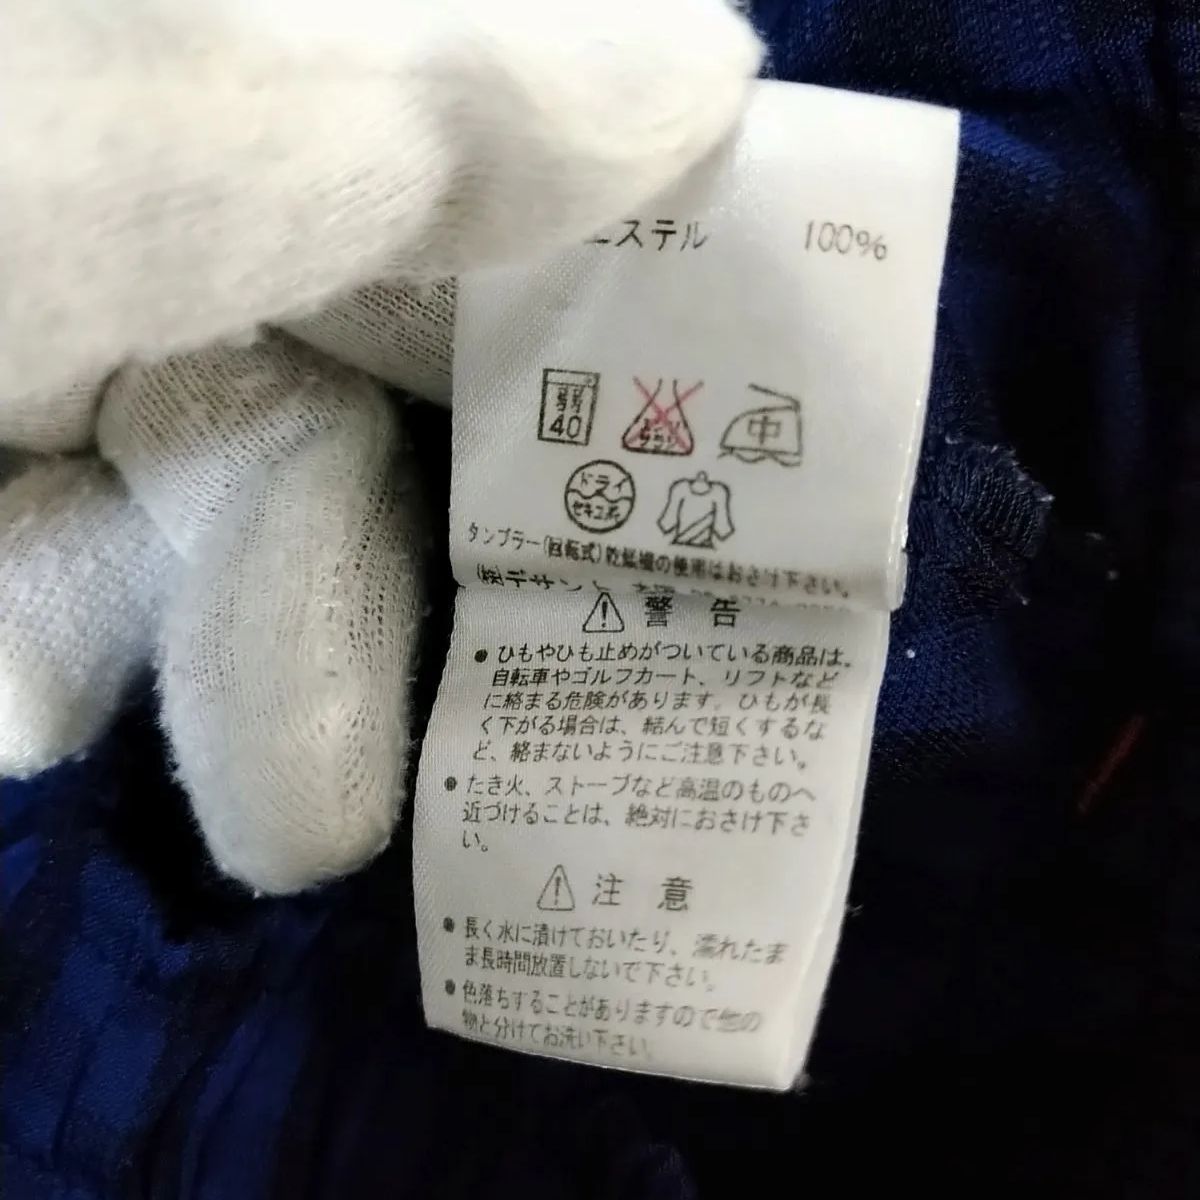 エステル 100%
弱
40
中
ドライ
セキユ系
タンブラー(回転式)乾燥機の使用はおさけ下さい。
警 告
● ひもやひも止めがついている商品は、
自転車やゴルフカート、リフトなど
に絡まる危険があります。ひもが長
く下がる場合は、結んで短くするな
ど、絡まないようにご注意下さい。
● たき火、ストーブなど高温のものへ
近づけることは、絶対におさけ下さ
い。
注 意
● 長く水に漬けておいたり、濡れたま
ま長時間放置しないで下さい。
● 色落ちすることがありますので他の
物と分けてお洗い下さい。